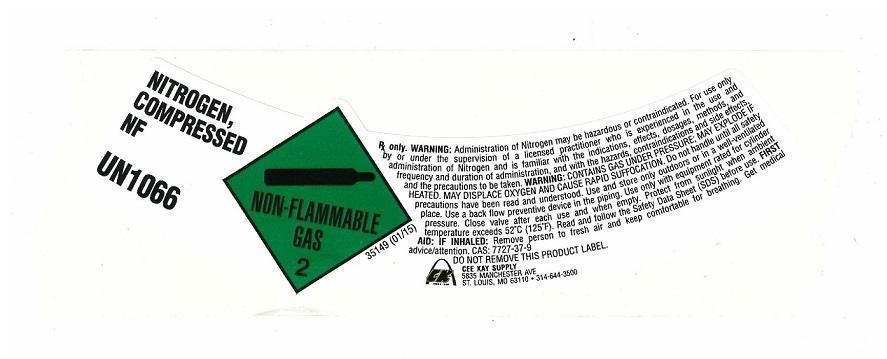 NITROGEN,
COMPRESSED
NF
UN1066
NON-FLAMMABLE
GAS
2
35149 (01/15)
℞ only. WARNING: Administration of Nitrogen may be hazardous or contraindicated. For use only
by or under the supervision of a licensed practitioner who is experienced in the use and
administration of Nitrogen and is familiar with the indications, effects, dosages, methods, and
frequency and duration of administration, and with the hazards, contraindications and side effects,
and the precautions to be taken. WARNING: CONTAINS GAS UNDER PRESSURE. MAY EXPLODE IF
HEATED. MAY DISPLACE OXYGEN AND CAUSE RAPID SUFFOCATION. Do not handle until all safety
precautions have been read and understood. Use and store only outdoors or in a well-ventilated
place. Use a back flow preventive device in the piping. Use only with equipment rated for cylinder
pressure. Close valve after each use and when empty. Protect from sunlight when ambient
temperature exceeds 52°C (125°F). Read and follow the Safety Data Sheet (SDS) before use. FIRST
AID: IF INHALED: Remove person to fresh air and keep comfortable for breathing. Get medical
advice/attention. CAS: 7727-37-9
DO NOT REMOVE THIS PRODUCT LABEL.
CEE KAY SUPPLY
5835 MANCHESTER AVE
ST. LOUIS, MO 63110 • 314-644-3500